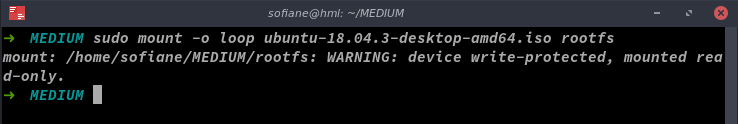 sofiane@hml: ~/MEDIUM
➜ MEDIUM sudo mount -o loop ubuntu-18.04.3-desktop-amd64.iso rootfs
mount: /home/sofiane/MEDIUM/rootfs: WARNING: device write-protected, mounted rea
d-only.
➜ MEDIUM